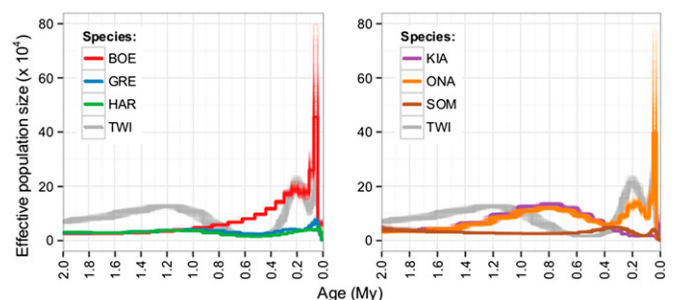 Effective population size (x 10⁴)
80
60
40
20
0
Species:
BOE
GRE
HAR
TWI
2.0 1.8 1.6 1.4 1.2 1.0 0.8 0.6 0.4 0.2 0.0
80
60
40
20
0
Species:
KIA
ONA
SOM
TWI
2.0 1.8 1.6 1.4 1.2 1.0 0.8 0.6 0.4 0.2 0.0
Age (My)